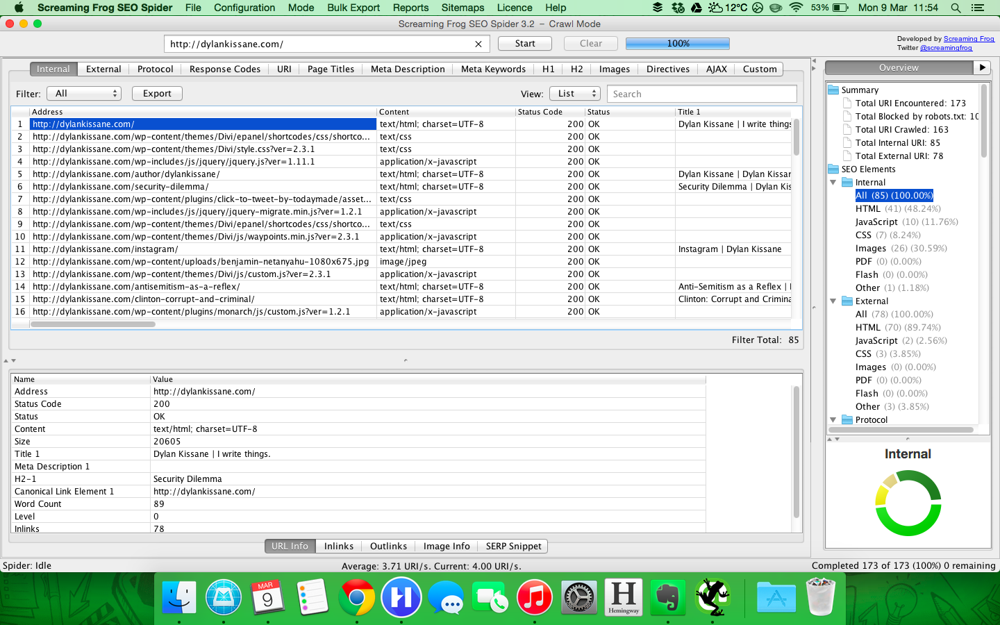 Screaming Frog SEO Spider File Configuration Mode Bulk Export Reports Sitemaps Licence Help 12°C 53% Mon 9 Mar 11:54
Screaming Frog SEO Spider 3.2 – Crawl Mode
http://dylankissane.com/ Start Clear 100%
Developed by Screaming Frog
Twitter @screamingfrog
Internal External Protocol Response Codes URI Page Titles Meta Description Meta Keywords H1 H2 Images Directives AJAX Custom
Filter: All Export View: List Search
Address Content Status Code Status Title 1
1 http://dylankissane.com/ text/html; charset=UTF-8 200 OK Dylan Kissane | I write things
2 http://dylankissane.com/wp-content/themes/Divi/epanel/shortcodes/css/shortco... text/css 200 OK
3 http://dylankissane.com/wp-content/themes/Divi/style.css?ver=2.3.1 text/css 200 OK
4 http://dylankissane.com/wp-includes/js/jquery/jquery.js?ver=1.11.1 application/x-javascript 200 OK
5 http://dylankissane.com/author/dylankissane/ text/html; charset=UTF-8 200 OK Dylan Kissane | Dylan Kissan
6 http://dylankissane.com/security-dilemma/ text/html; charset=UTF-8 200 OK Security Dilemma | Dylan Kis
7 http://dylankissane.com/wp-content/plugins/click-to-tweet-by-todaymade/asset... text/css 200 OK
8 http://dylankissane.com/wp-includes/js/jquery/jquery-migrate.min.js?ver=1.2.1 application/x-javascript 200 OK
9 http://dylankissane.com/wp-content/themes/Divi/epanel/shortcodes/css/shortco... text/css 200 OK
10 http://dylankissane.com/wp-content/themes/Divi/js/waypoints.min.js?ver=2.3.1 application/x-javascript 200 OK
11 http://dylankissane.com/instagram/ text/html; charset=UTF-8 200 OK Instagram | Dylan Kissane
12 http://dylankissane.com/wp-content/uploads/benjamin-netanyahu-1080x675.jpg image/jpeg 200 OK
13 http://dylankissane.com/wp-content/themes/Divi/js/custom.js?ver=2.3.1 application/x-javascript 200 OK
14 http://dylankissane.com/antisemitism-as-a-reflex/ text/html; charset=UTF-8 200 OK Anti-Semitism as a Reflex |
15 http://dylankissane.com/clinton-corrupt-and-criminal/ text/html; charset=UTF-8 200 OK Clinton: Corrupt and Crimina
16 http://dylankissane.com/wp-content/plugins/monarch/js/custom.js?ver=1.2.1 application/x-javascript 200 OK
Filter Total: 85
Name Value
Address http://dylankissane.com/
Status Code 200
Status OK
Content text/html; charset=UTF-8
Size 20605
Title 1 Dylan Kissane | I write things.
Meta Description 1
H2-1 Security Dilemma
Canonical Link Element 1 http://dylankissane.com/
Word Count 89
Level 0
Inlinks 78
URL Info Inlinks Outlinks Image Info SERP Snippet
Overview
Summary
Total URI Encountered: 173
Total Blocked by robots.txt: 10
Total URI Crawled: 163
Total Internal URI: 85
Total External URI: 78
SEO Elements
Internal
All (85) (100.00%)
HTML (41) (48.24%)
JavaScript (10) (11.76%)
CSS (7) (8.24%)
Images (26) (30.59%)
PDF (0) (0.00%)
Flash (0) (0.00%)
Other (1) (1.18%)
External
All (78) (100.00%)
HTML (70) (89.74%)
JavaScript (2) (2.56%)
CSS (3) (3.85%)
Images (0) (0.00%)
PDF (0) (0.00%)
Flash (0) (0.00%)
Other (3) (3.85%)
Protocol
Internal
Spider: Idle Average: 3.71 URI/s. Current: 4.00 URI/s. Completed 173 of 173 (100%) 0 remaining
MAR
9
H
Hemingway